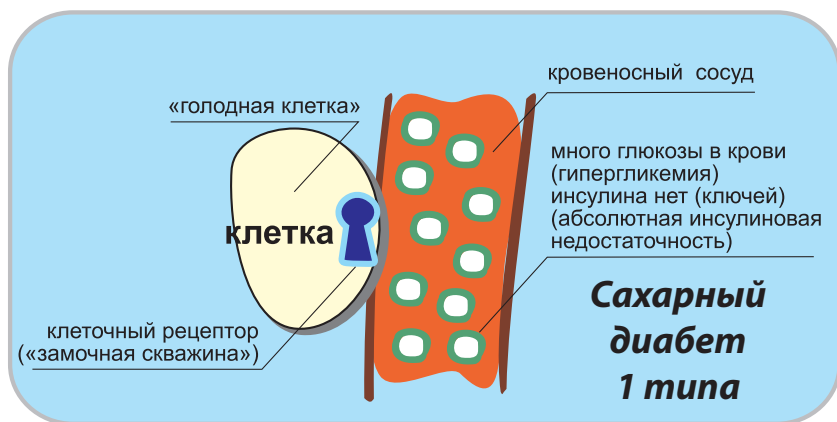 кровеносный сосуд
«голодная клетка»
много глюкозы в крови
(гипергликемия)
инсулина нет (ключей)
(абсолютная инсулиновая
недостаточность)
клетка
клеточный рецептор
(«замочная скважина»)
Сахарный
диабет
1 типа